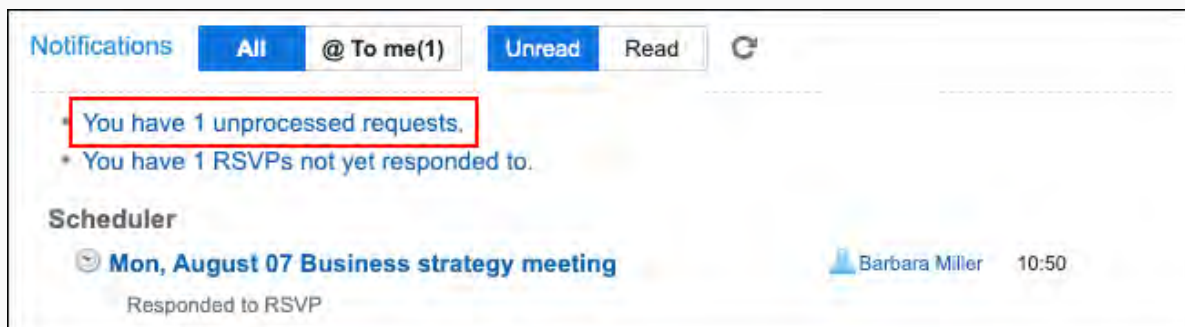 Notifications All @ To me(1) Unread Read
You have 1 unprocessed requests.
You have 1 RSVPs not yet responded to.
Scheduler
Mon, August 07 Business strategy meeting Barbara Miller 10:50
Responded to RSVP